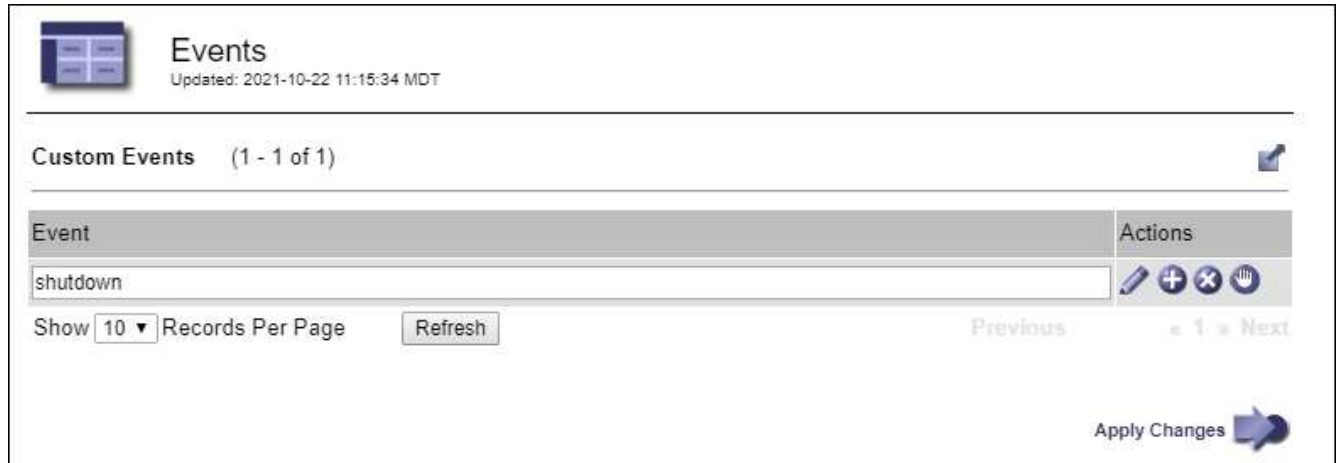 Events
Updated: 2021-10-22 11:15:34 MDT
Custom Events (1 - 1 of 1)
Event Actions
shutdown
Show 10 Records Per Page Refresh Previous « 1 » Next
Apply Changes